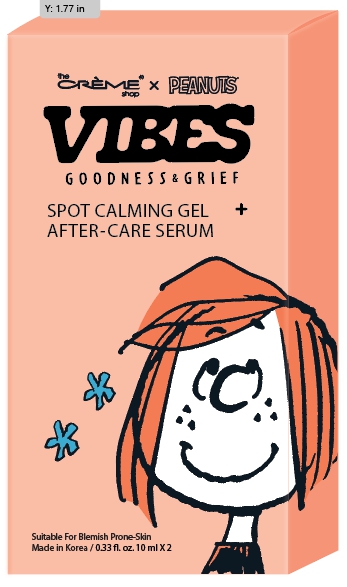 Y: 1.77 in
the
CRÈME® x PEANUTS
shop
VIBES
GOODNESS & GRIEF
SPOT CALMING GEL +
AFTER-CARE SERUM
Suitable For Blemish Prone-Skin
Made in Korea / 0.33 fl. oz. 10 ml X 2